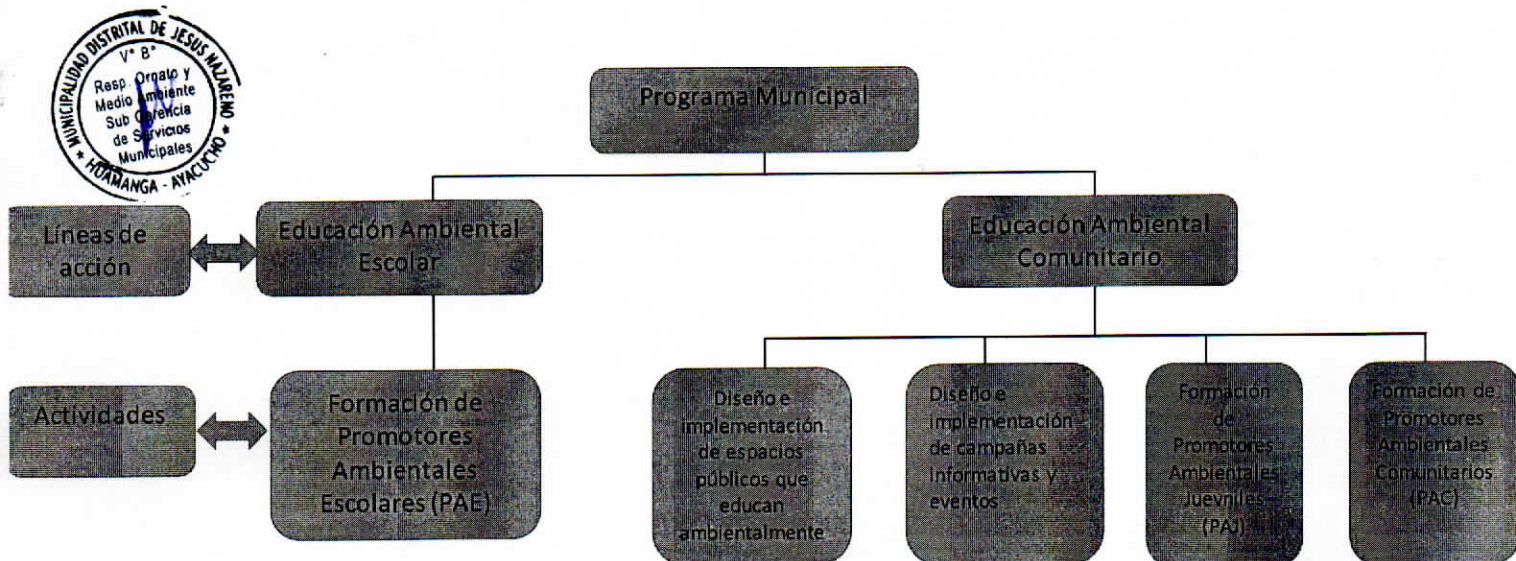 MUNICIPALIDAD DISTRITAL DE JESUS NAZARENO
V° B°
Resp. Ornato y
Medio Ambiente
Sub Gerencia
de Servicios
Municipales
* HUAMANGA - AYACUCHO *
Programa Municipal
Líneas de
acción
Educación Ambiental
Escolar
Educación Ambiental
Comunitario
Actividades
Formación de
Promotores
Ambientales
Escolares (PAE)
Diseño e
implementación
de espacios
públicos que
educan
ambientalmente
Diseño e
implementación
de campañas
informativas y
eventos
Formación
de
Promotores
Ambientales
Juevniles
(PAJ)
Formación de
Promotores
Ambientales
Comunitarios
(PAC)